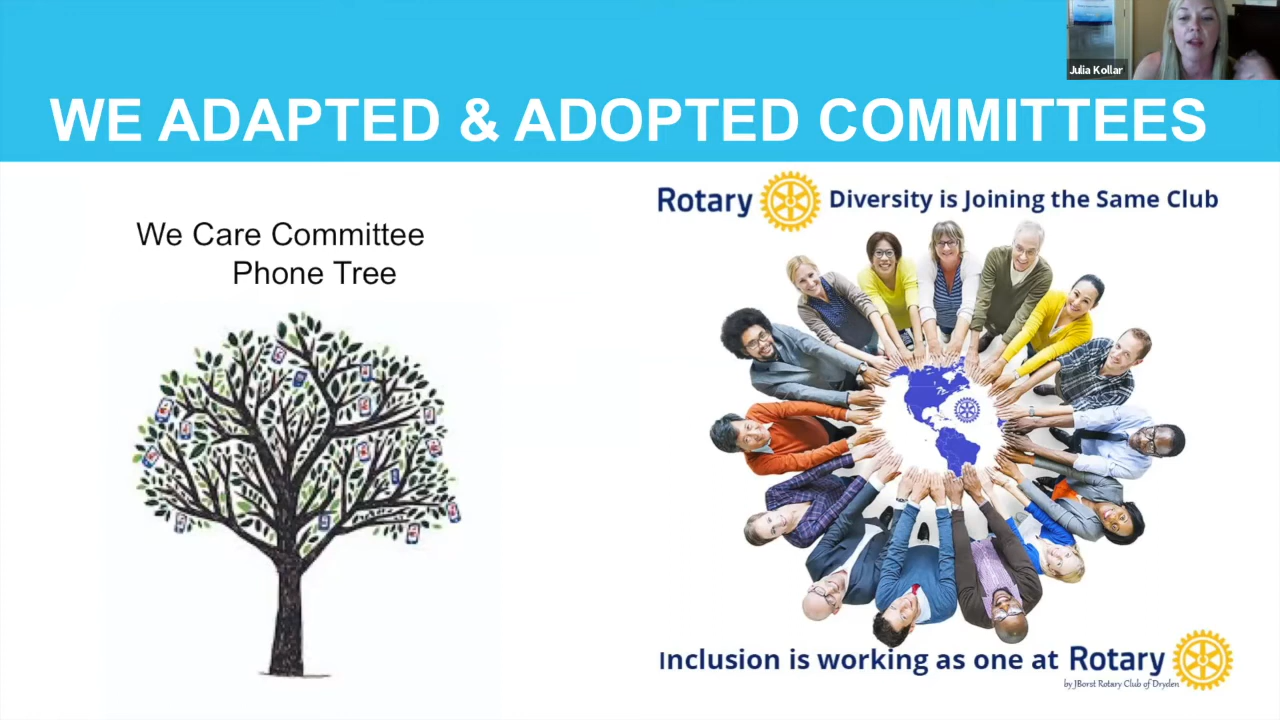 Julia Kollar
WE ADAPTED & ADOPTED COMMITTEES
We Care Committee
Phone Tree
Rotary Diversity is Joining the Same Club
Inclusion is working as one at Rotary
by JBorst Rotary Club of Dryden